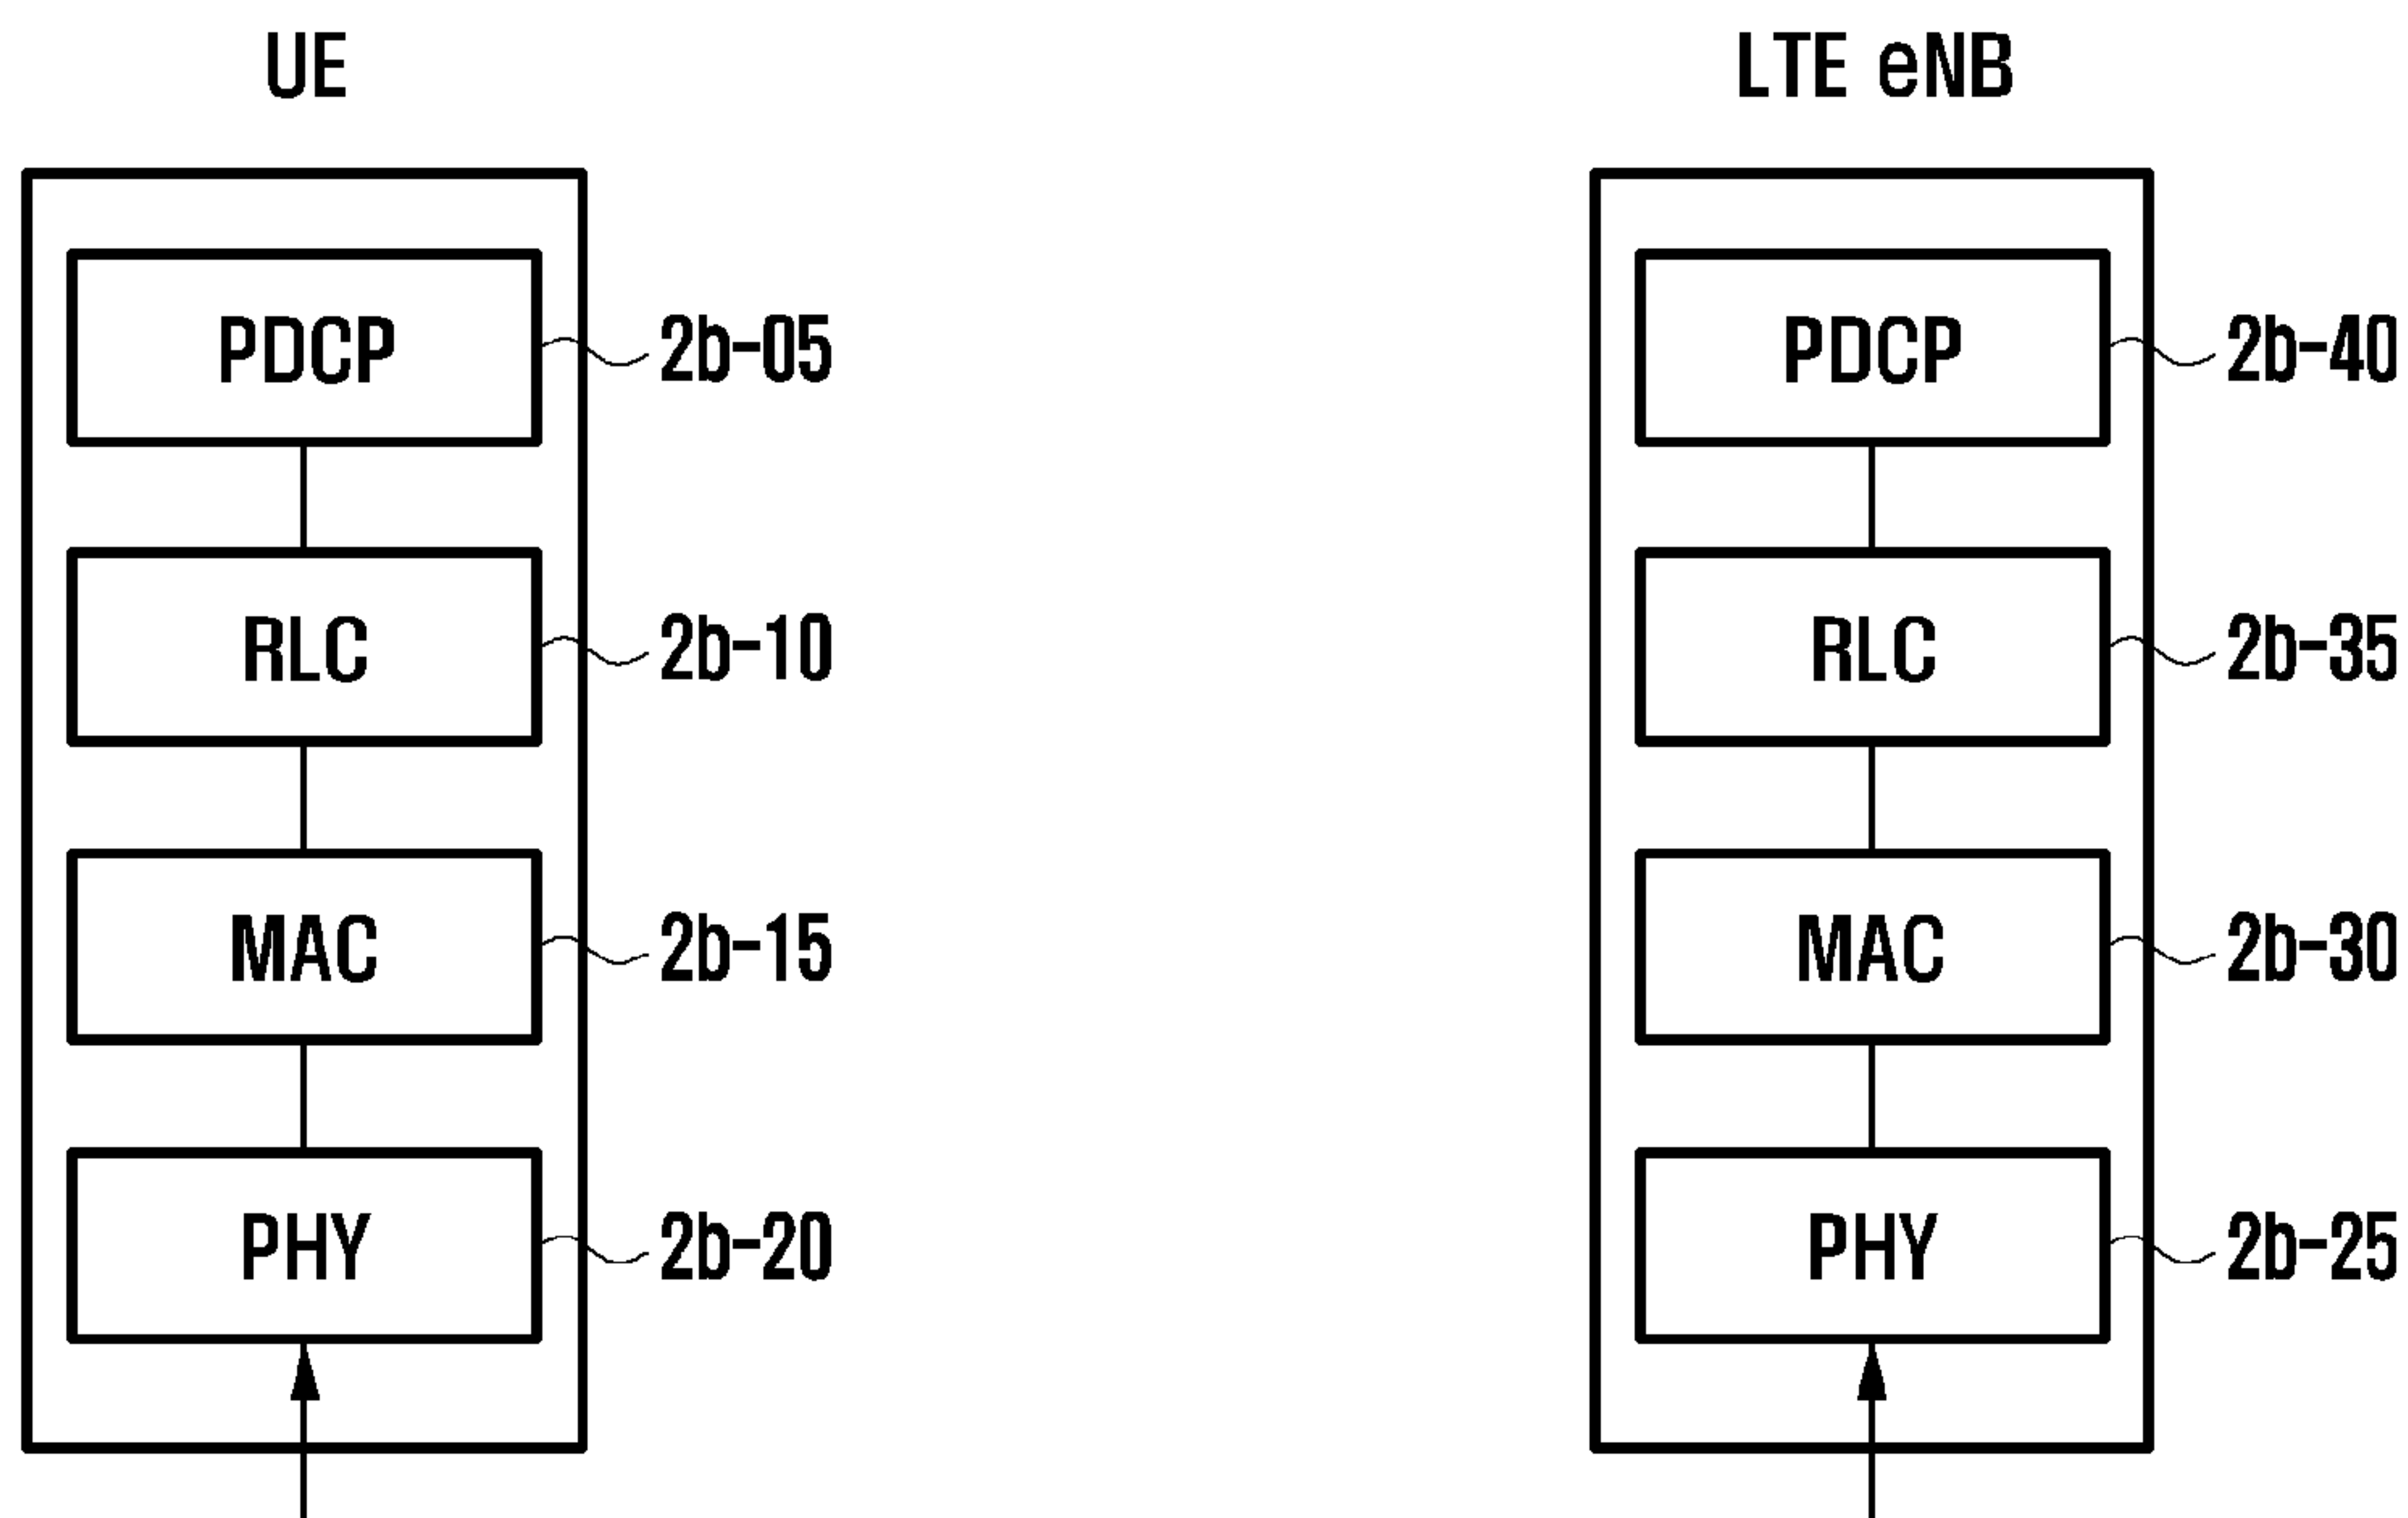 UE
LTE eNB
PDCP
2b-05
PDCP
2b-40
RLC
2b-10
RLC
2b-35
MAC
2b-15
MAC
2b-30
PHY
2b-20
PHY
2b-25